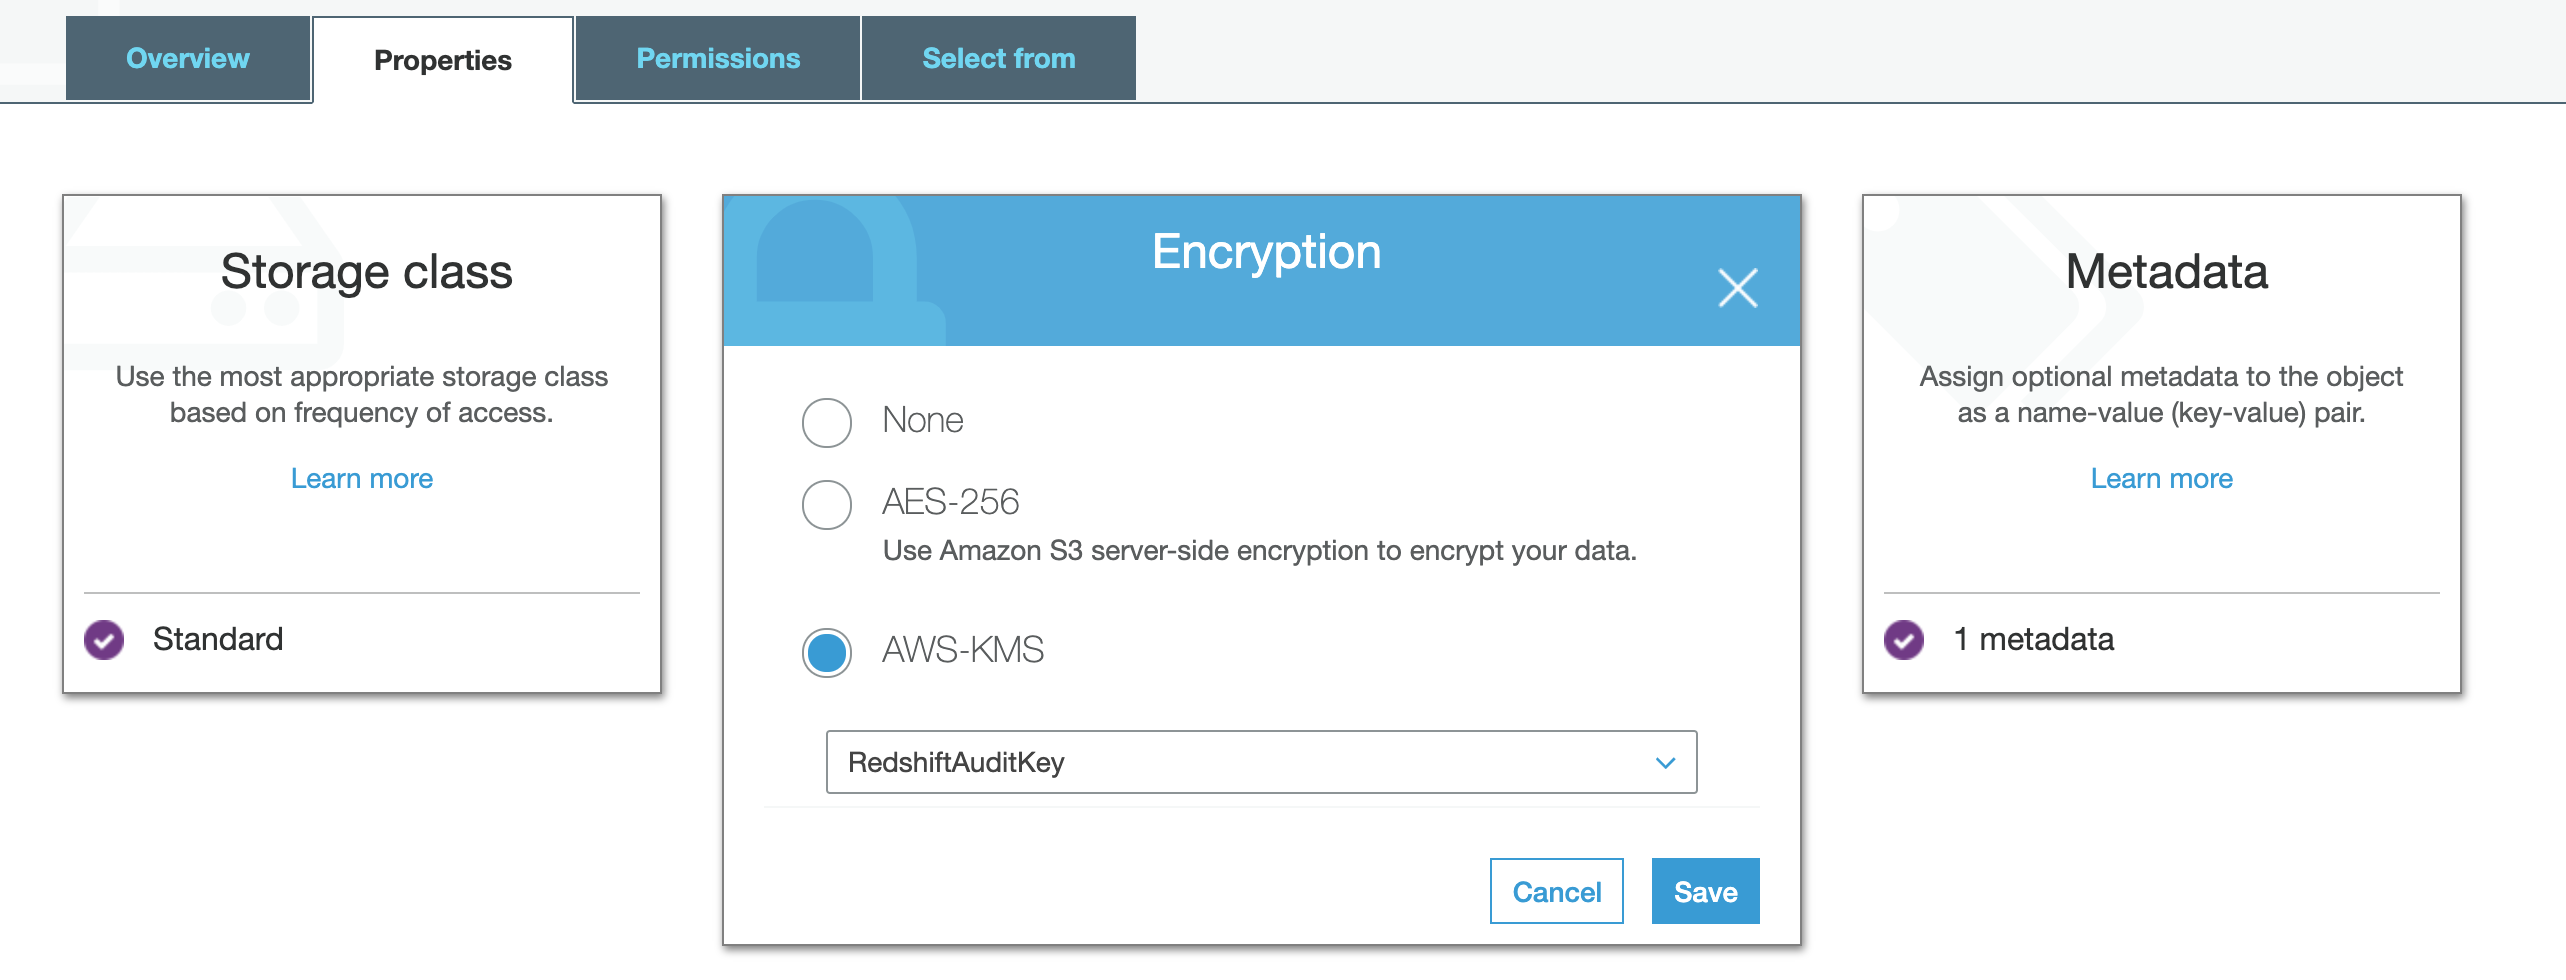 Overview
Properties
Permissions
Select from
Storage class
Use the most appropriate storage class
based on frequency of access.
Learn more
Standard
Encryption
None
AES-256
Use Amazon S3 server-side encryption to encrypt your data.
AWS-KMS
RedshiftAuditKey
Cancel
Save
Metadata
Assign optional metadata to the object
as a name-value (key-value) pair.
Learn more
1 metadata